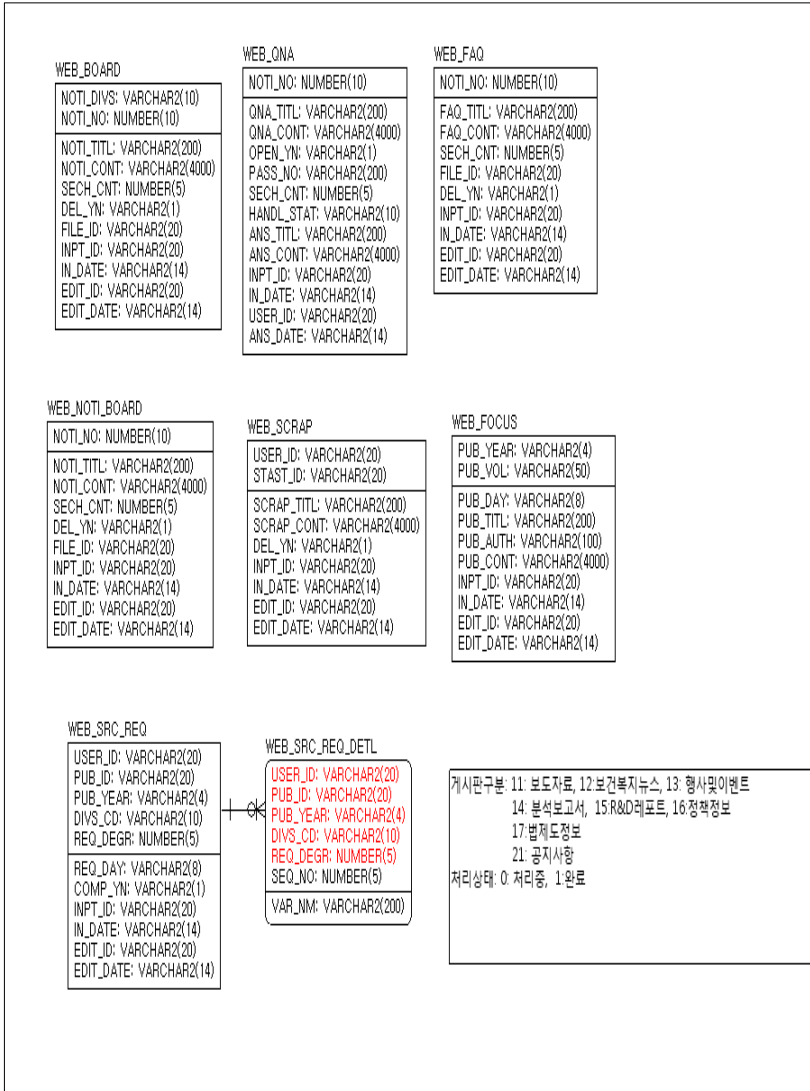 WEB_BOARD
NOTI_DIVS: VARCHAR2(10)
NOTI_NO: NUMBER(10)
NOTI_TITL: VARCHAR2(200)
NOTI_CONT: VARCHAR2(4000)
SECH_CNT: NUMBER(5)
DEL_YN: VARCHAR2(1)
FILE_ID: VARCHAR2(20)
INPT_ID: VARCHAR2(20)
IN_DATE: VARCHAR2(14)
EDIT_ID: VARCHAR2(20)
EDIT_DATE: VARCHAR2(14)
WEB_QNA
NOTI_NO: NUMBER(10)
QNA_TITL: VARCHAR2(200)
QNA_CONT: VARCHAR2(4000)
OPEN_YN: VARCHAR2(1)
PASS_NO: VARCHAR2(200)
SECH_CNT: NUMBER(5)
HANDL_STAT: VARCHAR2(10)
ANS_TITL: VARCHAR2(200)
ANS_CONT: VARCHAR2(4000)
INPT_ID: VARCHAR2(20)
IN_DATE: VARCHAR2(14)
USER_ID: VARCHAR2(20)
ANS_DATE: VARCHAR2(14)
WEB_FAQ
NOTI_NO: NUMBER(10)
FAQ_TITL: VARCHAR2(200)
FAQ_CONT: VARCHAR2(4000)
SECH_CNT: NUMBER(5)
FILE_ID: VARCHAR2(20)
DEL_YN: VARCHAR2(1)
INPT_ID: VARCHAR2(20)
IN_DATE: VARCHAR2(14)
EDIT_ID: VARCHAR2(20)
EDIT_DATE: VARCHAR2(14)
WEB_NOTI_BOARD
NOTI_NO: NUMBER(10)
NOTI_TITL: VARCHAR2(200)
NOTI_CONT: VARCHAR2(4000)
SECH_CNT: NUMBER(5)
DEL_YN: VARCHAR2(1)
FILE_ID: VARCHAR2(20)
INPT_ID: VARCHAR2(20)
IN_DATE: VARCHAR2(14)
EDIT_ID: VARCHAR2(20)
EDIT_DATE: VARCHAR2(14)
WEB_SCRAP
USER_ID: VARCHAR2(20)
STAST_ID: VARCHAR2(20)
SCRAP_TITL: VARCHAR2(200)
SCRAP_CONT: VARCHAR2(4000)
DEL_YN: VARCHAR2(1)
INPT_ID: VARCHAR2(20)
IN_DATE: VARCHAR2(14)
EDIT_ID: VARCHAR2(20)
EDIT_DATE: VARCHAR2(14)
WEB_FOCUS
PUB_YEAR: VARCHAR2(4)
PUB_VOL: VARCHAR2(50)
PUB_DAY: VARCHAR2(8)
PUB_TITL: VARCHAR2(200)
PUB_AUTH: VARCHAR2(100)
PUB_CONT: VARCHAR2(4000)
INPT_ID: VARCHAR2(20)
IN_DATE: VARCHAR2(14)
EDIT_ID: VARCHAR2(20)
EDIT_DATE: VARCHAR2(14)
WEB_SRC_REQ
USER_ID: VARCHAR2(20)
PUB_ID: VARCHAR2(20)
PUB_YEAR: VARCHAR2(4)
DIVS_CD: VARCHAR2(10)
REQ_DEGR: NUMBER(5)
REQ_DAY: VARCHAR2(8)
COMP_YN: VARCHAR2(1)
INPT_ID: VARCHAR2(20)
IN_DATE: VARCHAR2(14)
EDIT_ID: VARCHAR2(20)
EDIT_DATE: VARCHAR2(14)
WEB_SRC_REQ_DETL
USER_ID: VARCHAR2(20)
PUB_ID: VARCHAR2(20)
PUB_YEAR: VARCHAR2(4)
DIVS_CD: VARCHAR2(10)
REQ_DEGR: NUMBER(5)
SEQ_NO: NUMBER(5)
VAR_NM: VARCHAR2(200)
게시판구분: 11: 보도자료, 12:보건복지뉴스, 13: 행사및이벤트
14: 분석보고서, 15:R&D레포트, 16:정책정보
17:법제도정보
21: 공지사항
처리상태: 0: 처리중, 1:완료